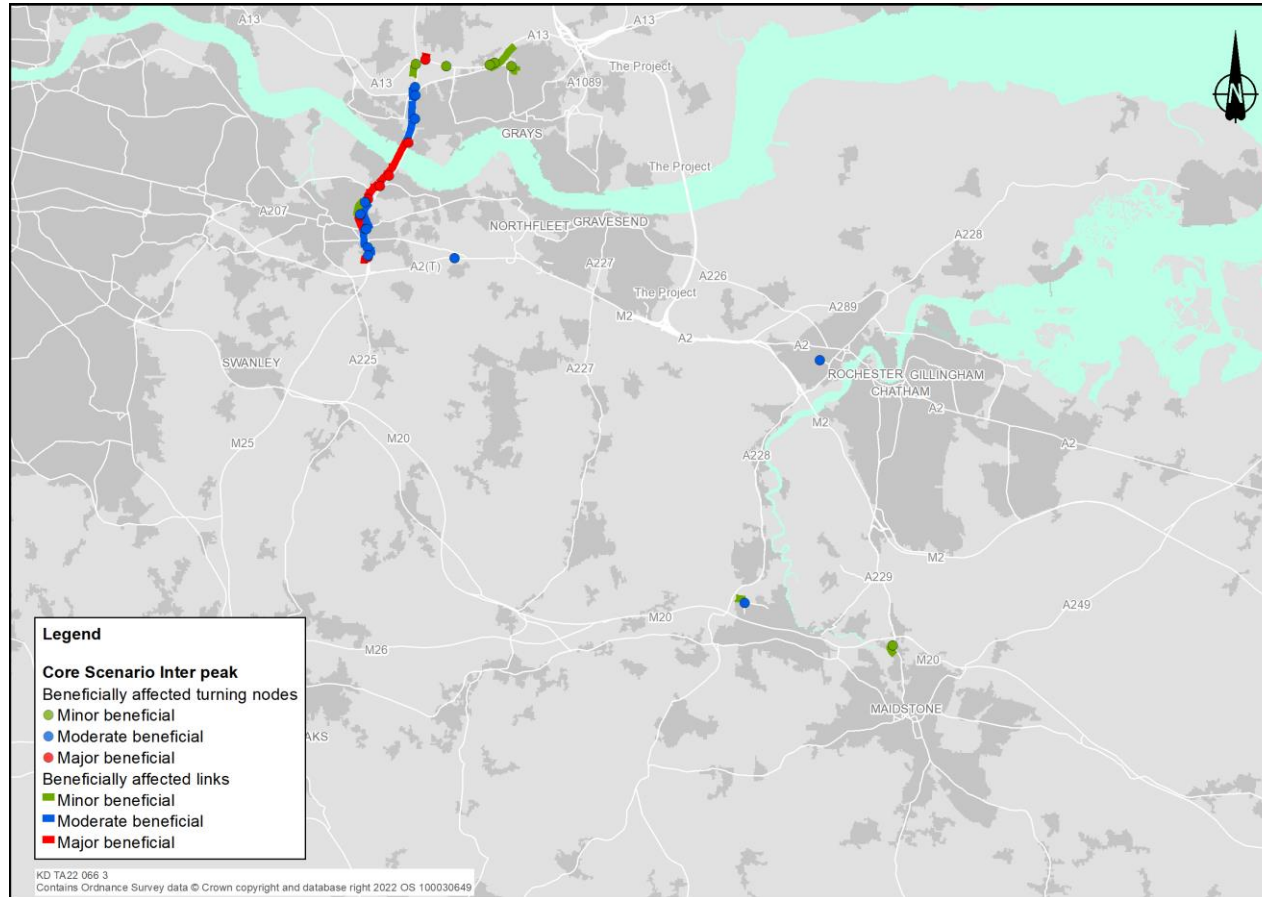 A13
A13
A13
The Project
A13
A1089
GRAYS
The Project
A207
NORTHFLEET
GRAVESEND
A228
A2(T)
A227
A226
The Project
A289
M2
A2
A2
SWANLEY
A225
A227
ROCHESTER
GILLINGHAM
CHATHAM
A2
M2
A2
M25
M20
A228
M2
A229
A249
M20
M26
M20
MAIDSTONE
AKS
N
Legend
Core Scenario Inter peak
Beneficially affected turning nodes
Minor beneficial
Moderate beneficial
Major beneficial
Beneficially affected links
Minor beneficial
Moderate beneficial
Major beneficial
KD TA22 066 3
Contains Ordnance Survey data © Crown copyright and database right 2022 OS 100030649